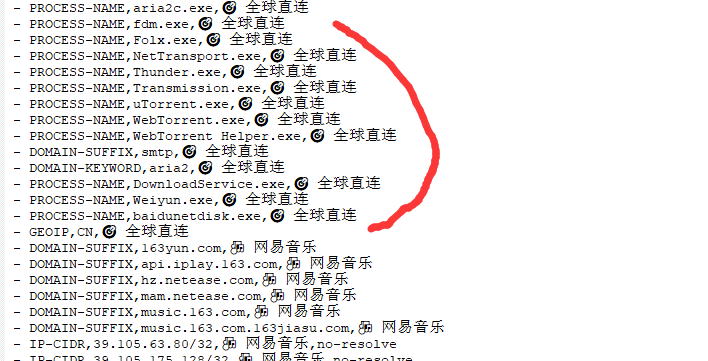 - PROCESS-NAME,aria2c.exe,🎯 全球直连
- PROCESS-NAME,fdm.exe,🎯 全球直连
- PROCESS-NAME,Folx.exe,🎯 全球直连
- PROCESS-NAME,NetTransport.exe,🎯 全球直连
- PROCESS-NAME,Thunder.exe,🎯 全球直连
- PROCESS-NAME,Transmission.exe,🎯 全球直连
- PROCESS-NAME,uTorrent.exe,🎯 全球直连
- PROCESS-NAME,WebTorrent.exe,🎯 全球直连
- PROCESS-NAME,WebTorrent Helper.exe,🎯 全球直连
- DOMAIN-SUFFIX,smtp,🎯 全球直连
- DOMAIN-KEYWORD,aria2,🎯 全球直连
- PROCESS-NAME,DownloadService.exe,🎯 全球直连
- PROCESS-NAME,Weiyun.exe,🎯 全球直连
- PROCESS-NAME,baidunetdisk.exe,🎯 全球直连
- GEOIP,CN,🎯 全球直连
- DOMAIN-SUFFIX,163yun.com,🎶 网易音乐
- DOMAIN-SUFFIX,api.iplay.163.com,🎶 网易音乐
- DOMAIN-SUFFIX,hz.netease.com,🎶 网易音乐
- DOMAIN-SUFFIX,mam.netease.com,🎶 网易音乐
- DOMAIN-SUFFIX,music.163.com,🎶 网易音乐
- DOMAIN-SUFFIX,music.163.com.163jiasu.com,🎶 网易音乐
- IP-CIDR,39.105.63.80/32,🎶 网易音乐,no-resolve
- IP-CIDR,39.105.175.128/32,🎶 网易音乐,no-resolve